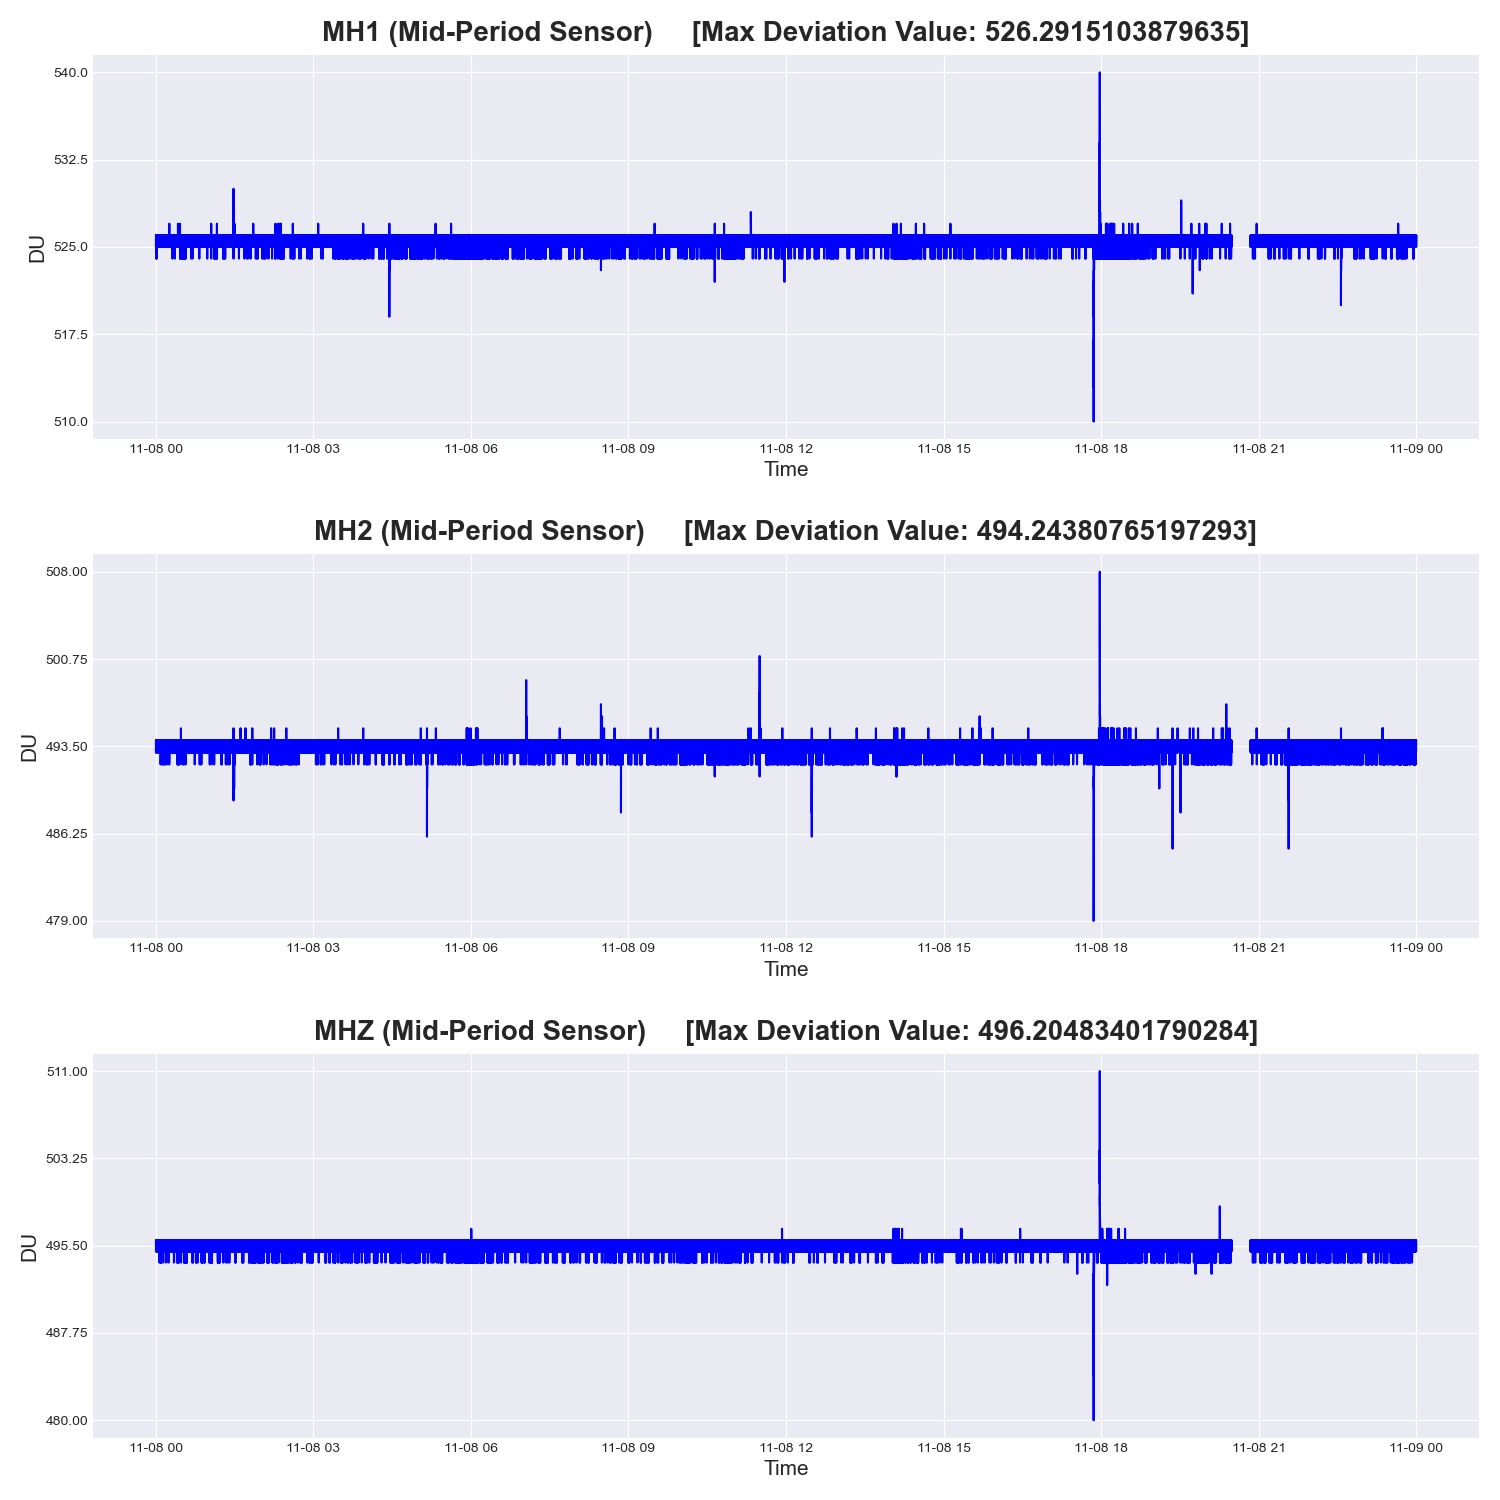 MH1 (Mid-Period Sensor) [Max Deviation Value: 526.2915103879635]
540.0
532.5
525.0
517.5
510.0
DU
11-08 00 11-08 03 11-08 06 11-08 09 11-08 12 11-08 15 11-08 18 11-08 21 11-09 00
Time
MH2 (Mid-Period Sensor) [Max Deviation Value: 494.24380765197293]
508.00
500.75
493.50
486.25
479.00
DU
11-08 00 11-08 03 11-08 06 11-08 09 11-08 12 11-08 15 11-08 18 11-08 21 11-09 00
Time
MHZ (Mid-Period Sensor) [Max Deviation Value: 496.20483401790284]
511.00
503.25
495.50
487.75
480.00
DU
11-08 00 11-08 03 11-08 06 11-08 09 11-08 12 11-08 15 11-08 18 11-08 21 11-09 00
Time